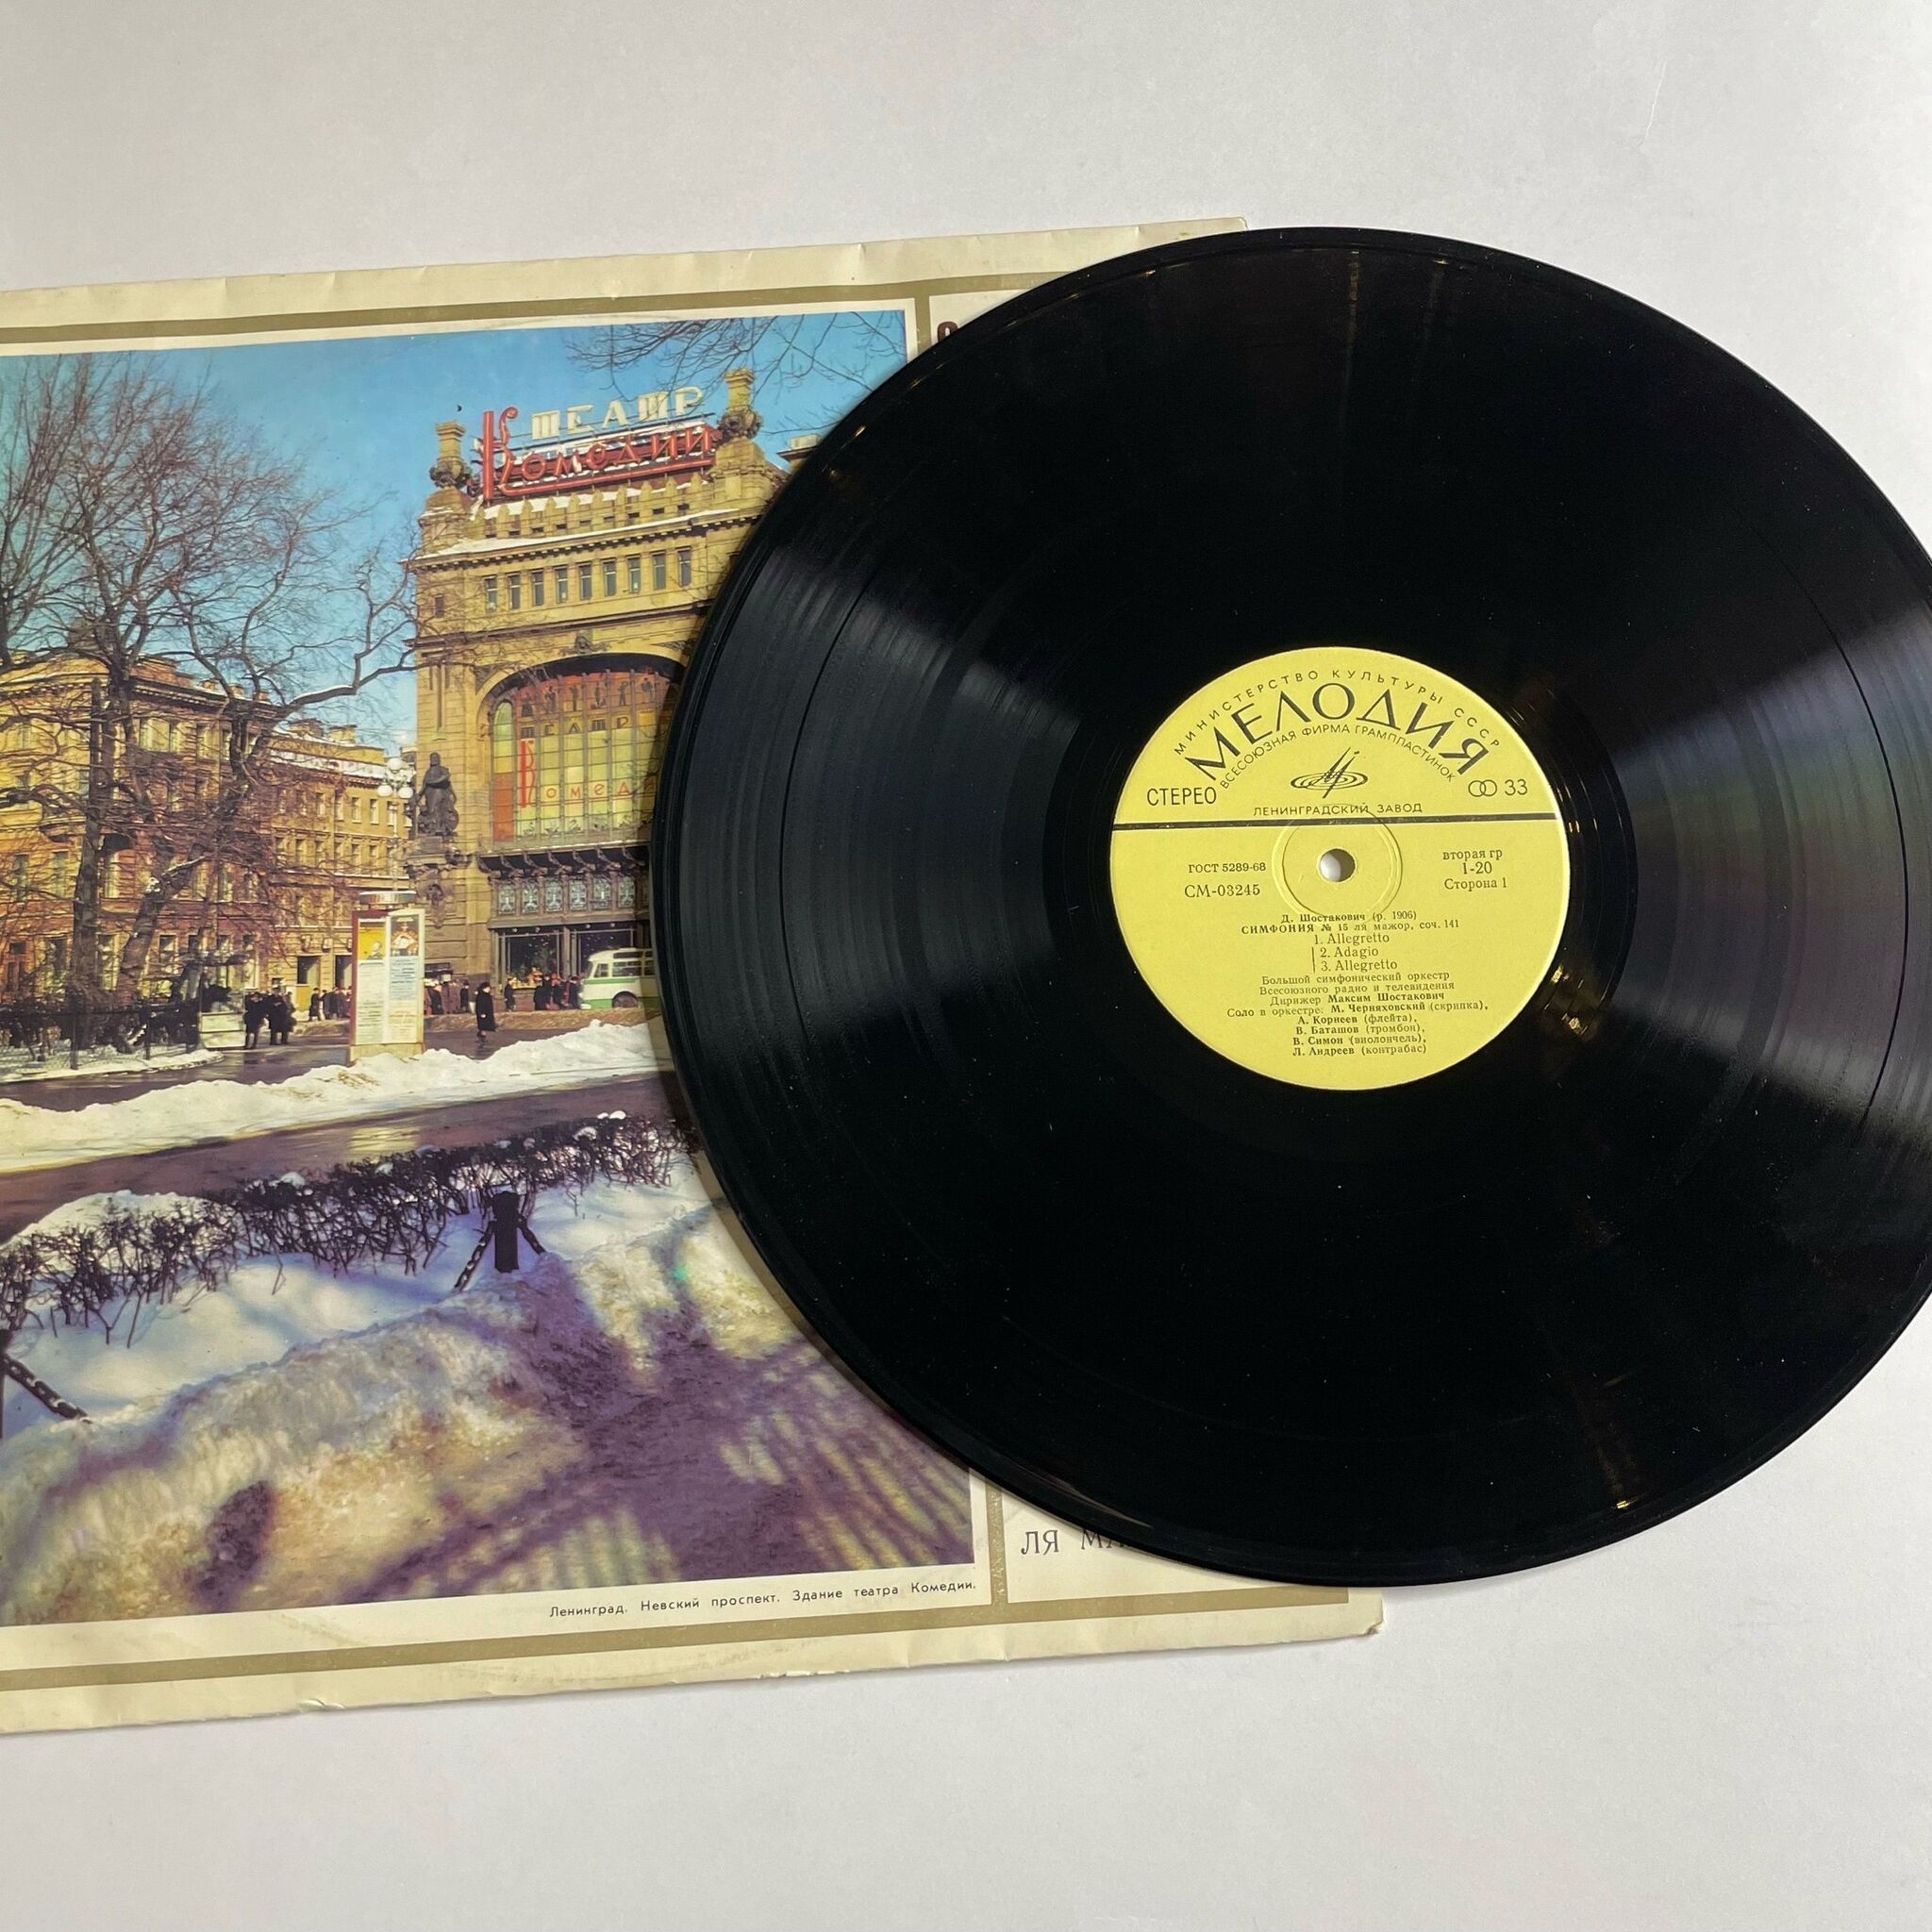 ТЕАТР
Комедии
ТЕАТР
Комеди
Ленинград. Невский проспект. Здание театра Комедии.
ЛЯ
МИНИСТЕРСТВО КУЛЬТУРЫ СССР
МЕЛОДИЯ
ВСЕСОЮЗНАЯ ФИРМА ГРАМПЛАСТИНОК
СТЕРЕО
33
ЛЕНИНГРАДСКИЙ ЗАВОД
ГОСТ 5289-68
СМ-03245
вторая гр
1-20
Сторона 1
Д. Шостакович (р. 1906)
СИМФОНИЯ № 15 ля мажор, соч. 141
1. Allegretto
2. Adagio
3. Allegretto
Большой симфонический оркестр
Всесоюзного радио и телевидения
Дирижер Максим Шостакович
Соло в оркестре: М. Черняховский (скрипка),
А. Корнеев (флейта),
В. Баташов (тромбон),
В. Симон (виолончель),
Л. Андреев (контрабас)